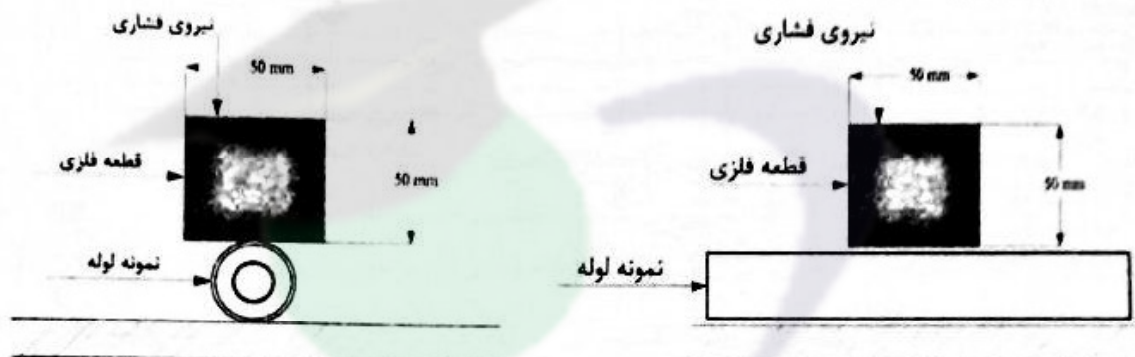 نیروی فشاری
50 mm
قطعه فلزی
50 mm
نمونه لوله
نیروی فشاری
50 mm
قطعه فلزی
50 mm
نمونه لوله